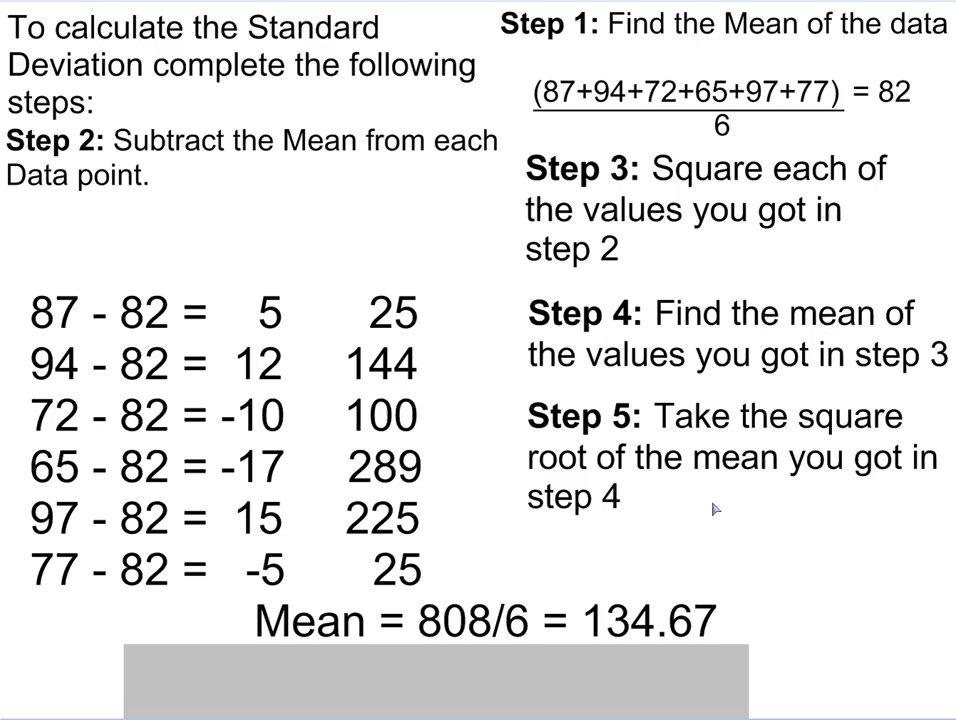 To calculate the Standard
Deviation complete the following
steps:
Step 1: Find the Mean of the data
(87+94+72+65+97+77) = 82
6
Step 2: Subtract the Mean from each
Data point.
Step 3: Square each of
the values you got in
step 2
87 - 82 = 5 25
94 - 82 = 12 144
72 - 82 = -10 100
65 - 82 = -17 289
97 - 82 = 15 225
77 - 82 = -5 25
Step 4: Find the mean of
the values you got in step 3
Mean = 808/6 = 134.67
Step 5: Take the square
root of the mean you got in
step 4